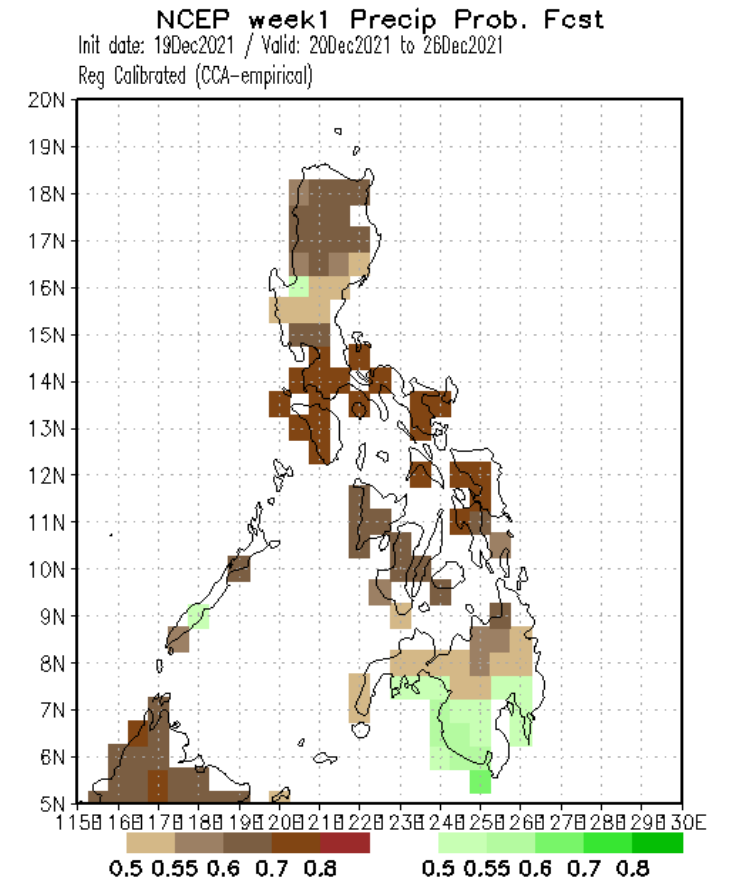 NCEP week1 Precip Prob. Fcst
Init date: 19Dec2021 / Valid: 20Dec2021 to 26Dec2021
Reg Calibrated (CCA-empirical)
20N
19N
18N
17N
16N
15N
14N
13N
12N
11N
10N
9N
8N
7N
6N
5N
115E 116E 117E 118E 119E 120E 121E 122E 123E 124E 125E 126E 127E 128E 129E 130E
0.5 0.55 0.6 0.7 0.8 0.5 0.55 0.6 0.7 0.8